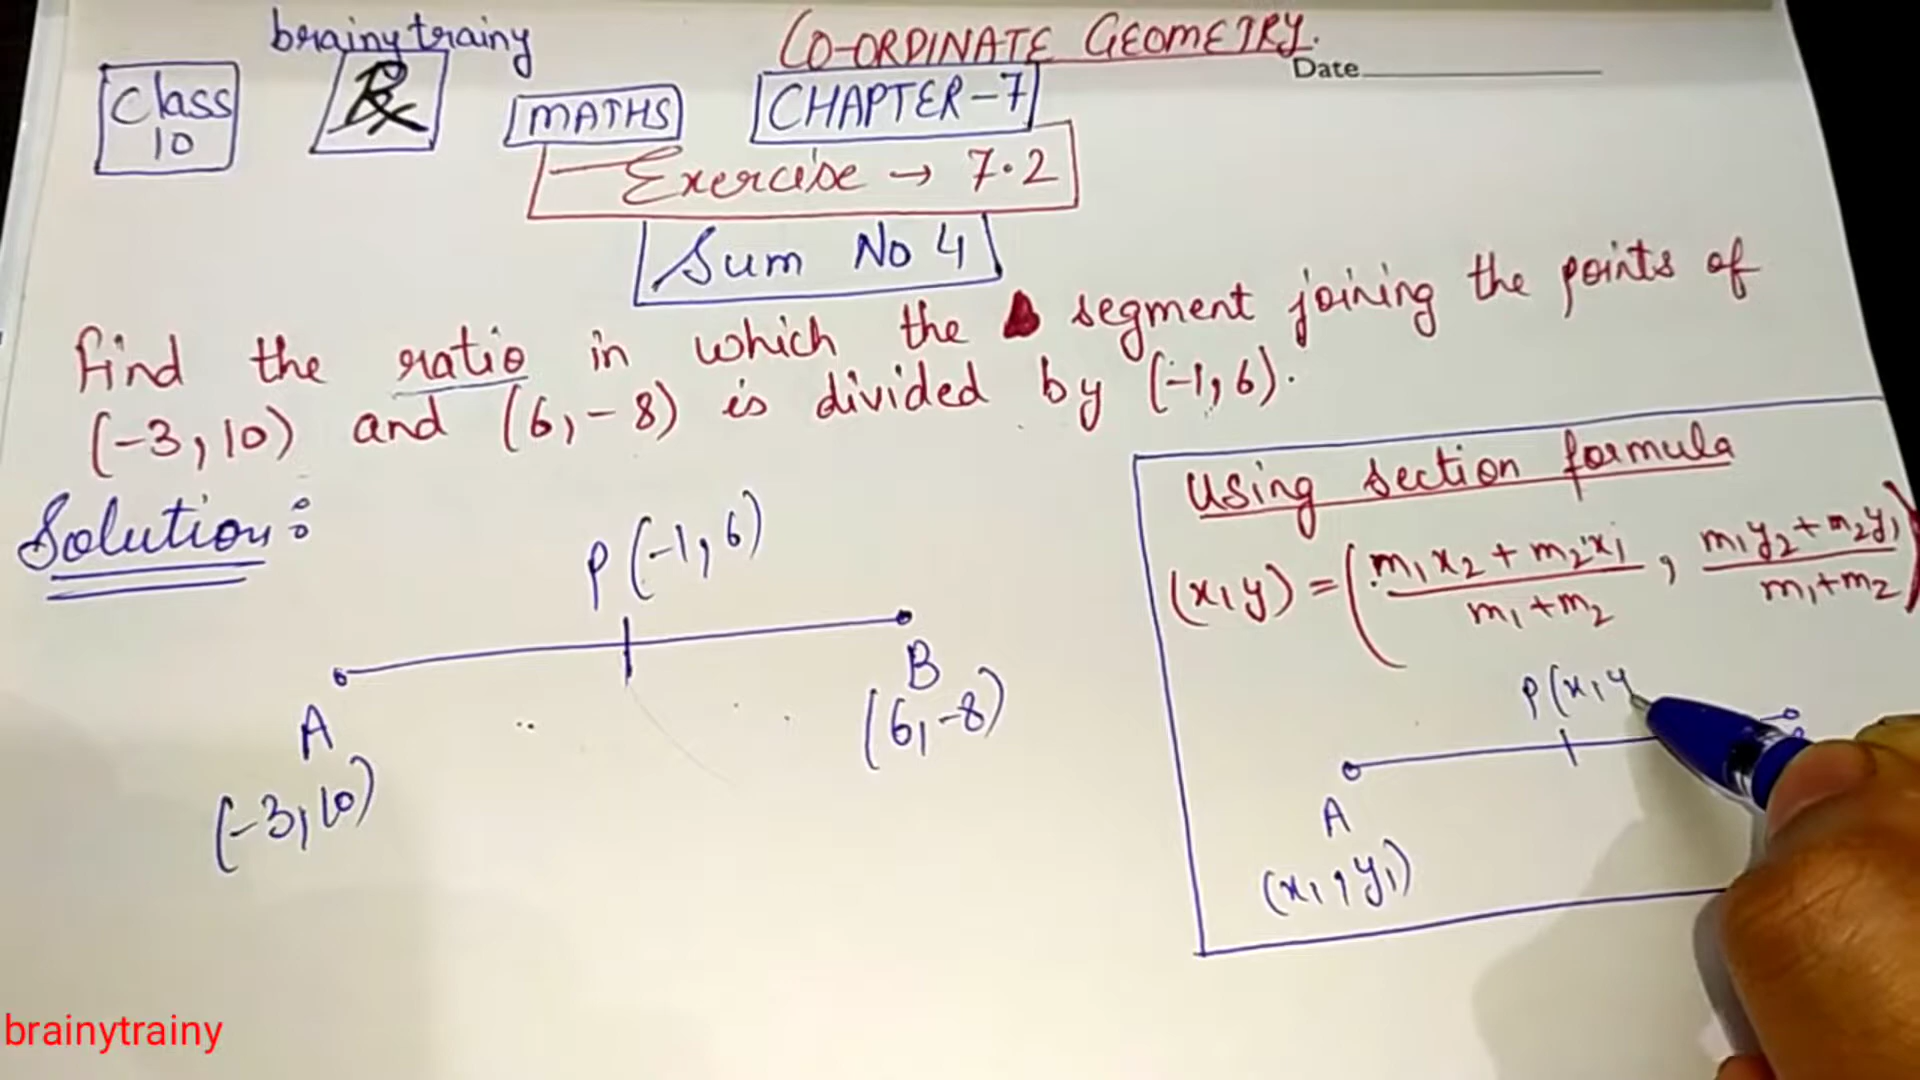 brainytrainy
CO-ORDINATE GEOMETRY.
Date
Class
10
MATHS
CHAPTER-7
Exercise → 7.2
Sum No 4
Find the ratio in which the segment joining the points of
(-3, 10) and (6, -8) is divided by (-1, 6).
Solution:
P (-1, 6)
A
(-3, 10)
B
(6, -8)
Using section formula
(x, y) = (m₁x₂ + m₂x₁ / m₁ + m₂ , m₁y₂ + m₂y₁ / m₁ + m₂)
P(x, y
A
(x₁, y₁)
brainytrainy